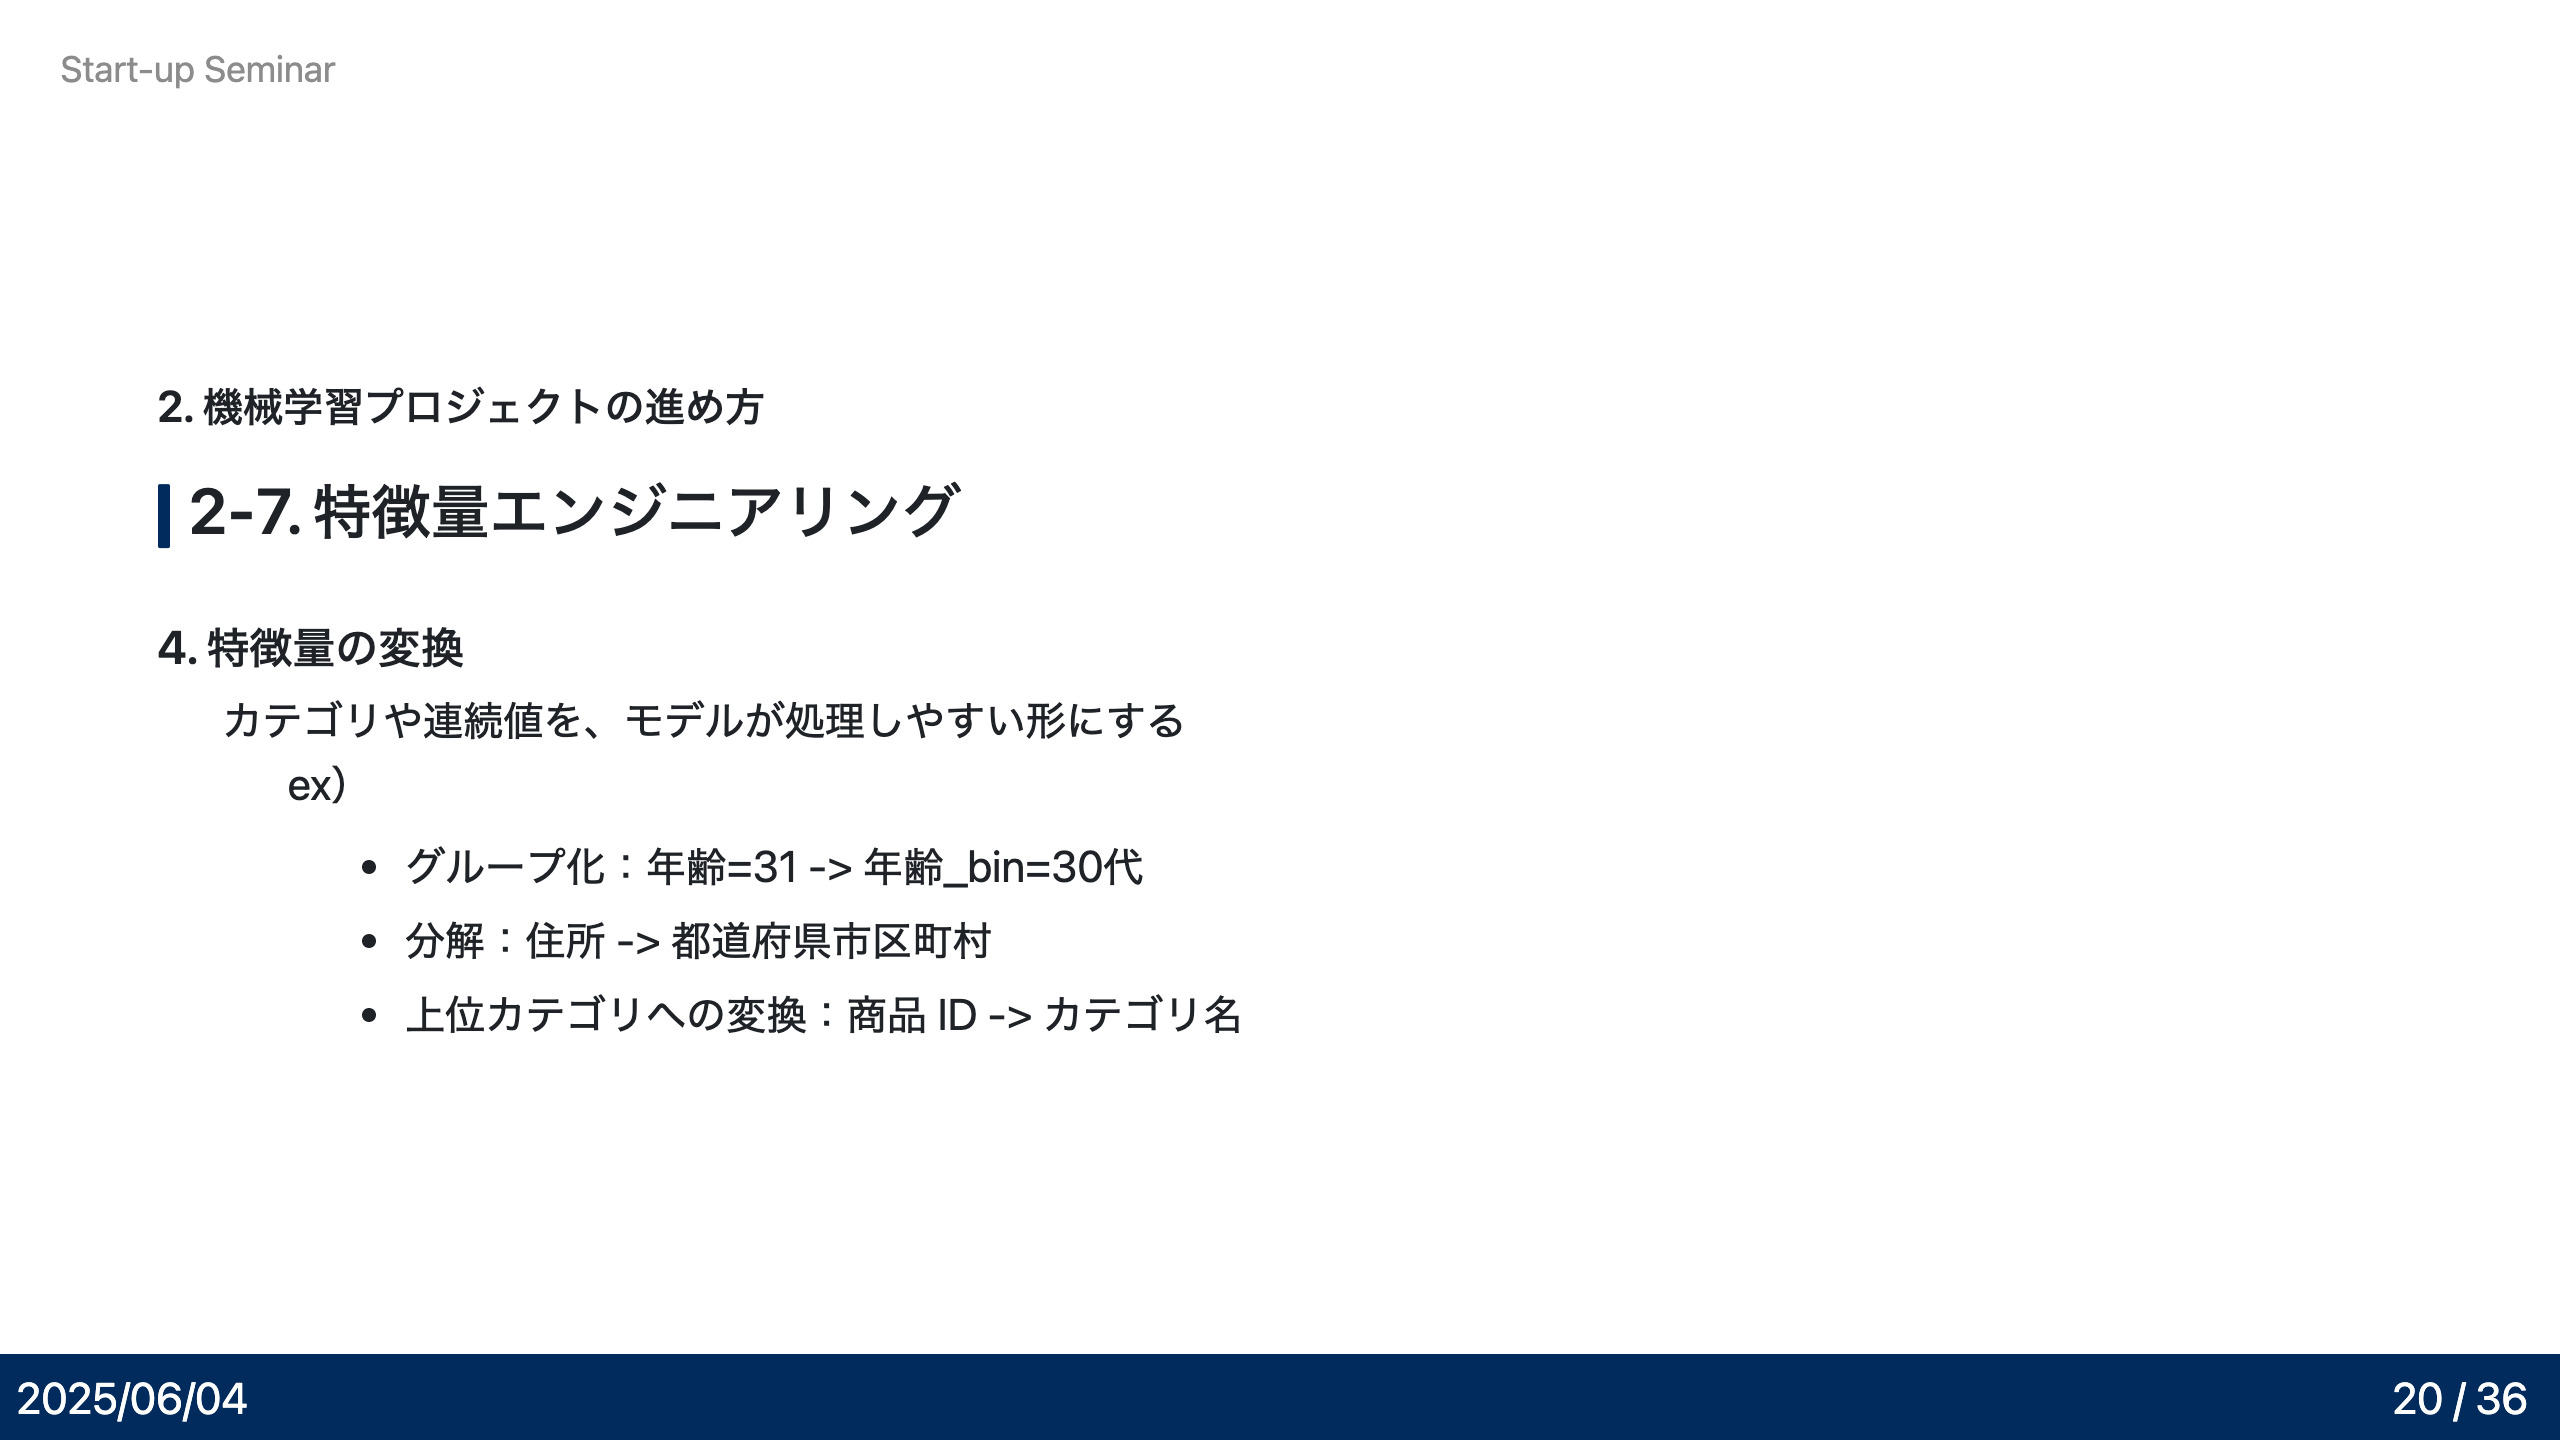 Start-up Seminar
2. 機械学習プロジェクトの進め方
2-7. 特徴量エンジニアリング
4. 特徴量の変換
カテゴリや連続値を、モデルが処理しやすい形にする
ex）
• グループ化：年齢=31 -> 年齢_bin=30代
• 分解：住所 -> 都道府県市区町村
• 上位カテゴリへの変換：商品 ID -> カテゴリ名
2025/06/04
20 / 36